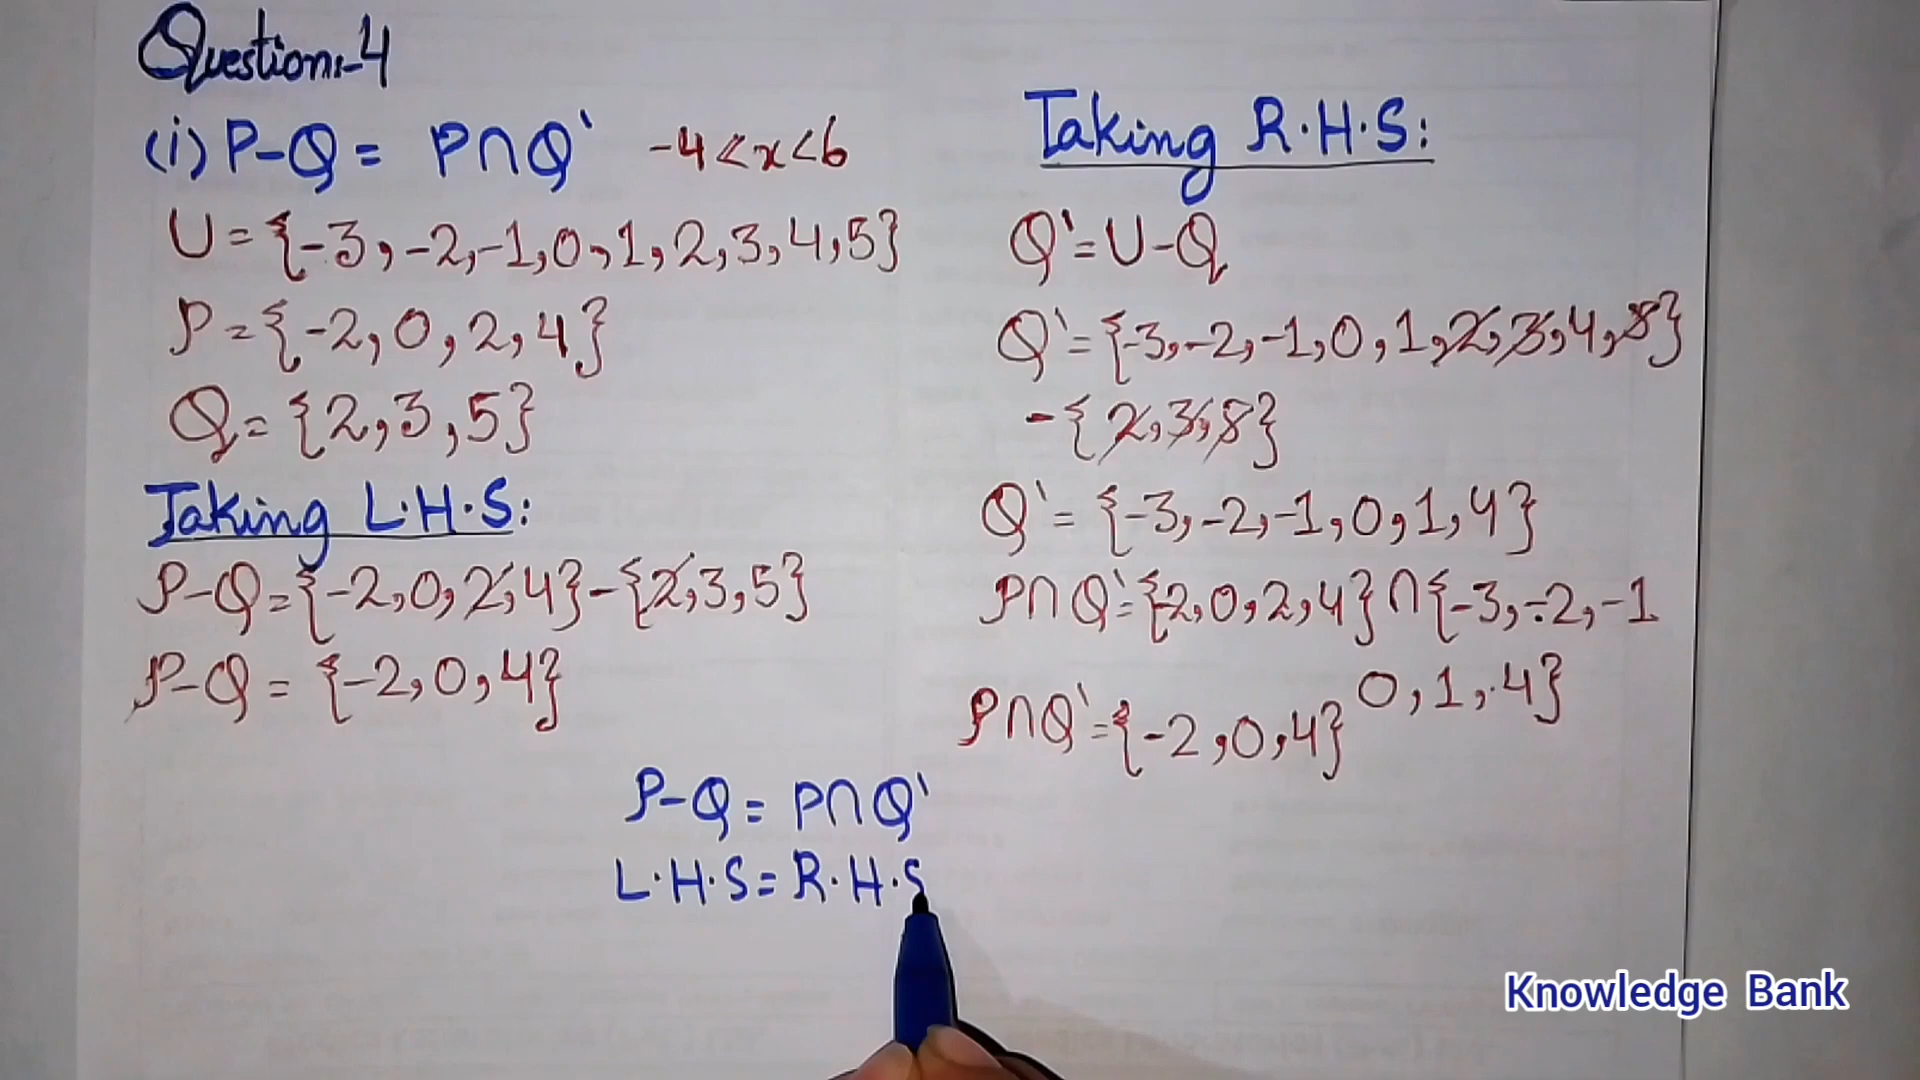 Question:-4
(i) P-Q = P∩Q' -4<x<6
U = {-3, -2, -1, 0, 1, 2, 3, 4, 5}
P = {-2, 0, 2, 4}
Q = {2, 3, 5}
Taking L.H.S:
P-Q = {-2, 0, 2, 4} - {2, 3, 5}
P-Q = {-2, 0, 4}
Taking R.H.S:
Q' = U-Q
Q' = {-3, -2, -1, 0, 1, 2, 3, 4, 5}
-{2, 3, 5}
Q' = {-3, -2, -1, 0, 1, 4}
P∩Q' = {-2, 0, 2, 4} ∩ {-3, -2, -1
0, 1, 4}
P∩Q' = {-2, 0, 4}
P-Q = P∩Q'
L.H.S = R.H.S
Knowledge Bank